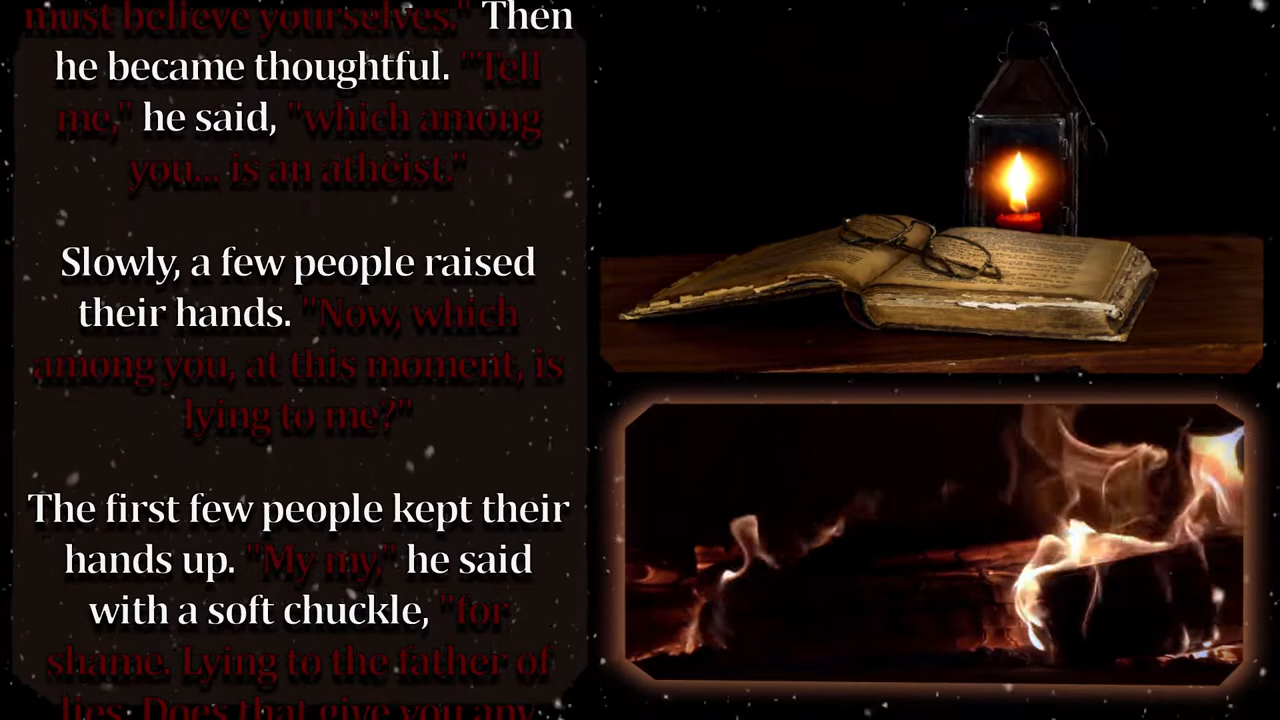 must believe yourselves." Then
he became thoughtful. "Tell
me," he said, "which among
you... is an atheist."
Slowly, a few people raised
their hands. "Now, which
among you, at this moment, is
lying to me?"
The first few people kept their
hands up. "My my," he said
with a soft chuckle, "for
shame. Lying to the father of
lies. Does that give you any